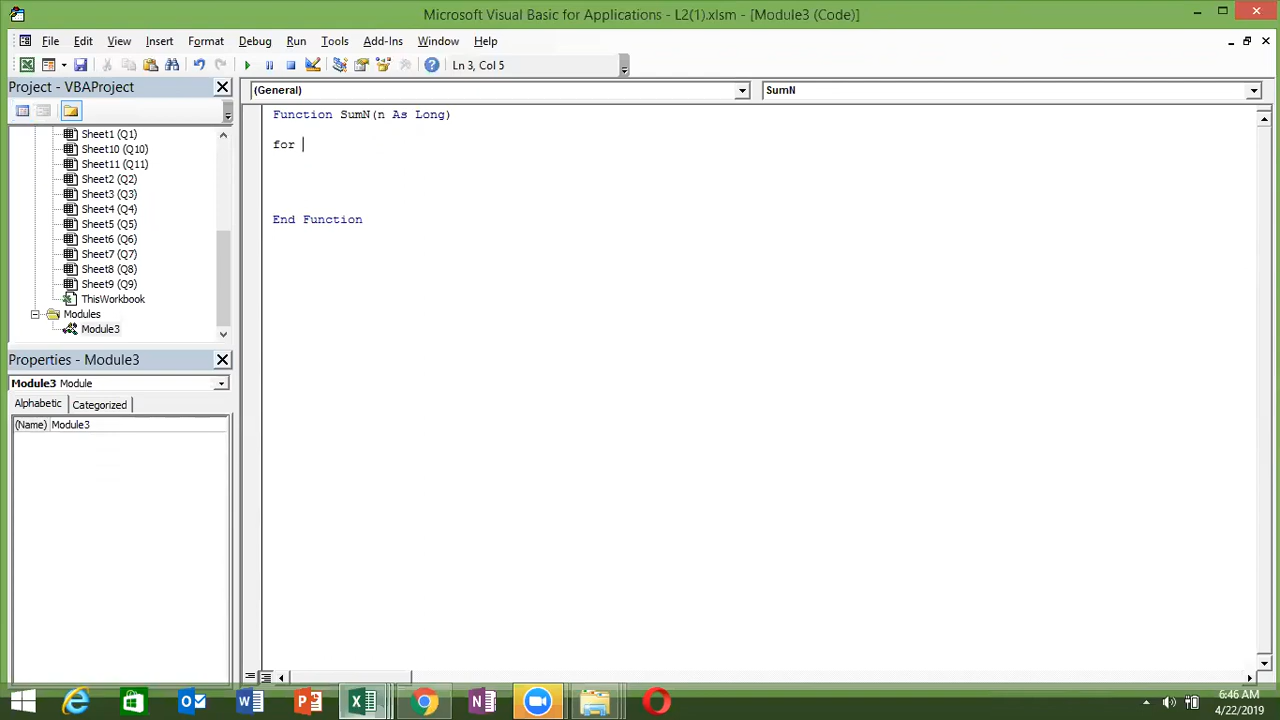 Microsoft Visual Basic for Applications - L2(1).xlsm - [Module3 (Code)]
File Edit View Insert Format Debug Run Tools Add-Ins Window Help
Ln 3, Col 5
Project - VBAProject
(General)
SumN
Sheet1 (Q1)
Sheet10 (Q10)
Sheet11 (Q11)
Sheet2 (Q2)
Sheet3 (Q3)
Sheet4 (Q4)
Sheet5 (Q5)
Sheet6 (Q6)
Sheet7 (Q7)
Sheet8 (Q8)
Sheet9 (Q9)
ThisWorkbook
Modules
Module3
Properties - Module3
Module3 Module
Alphabetic Categorized
(Name) Module3
Function SumN(n As Long)
for
End Function
6:46 AM
4/22/2019